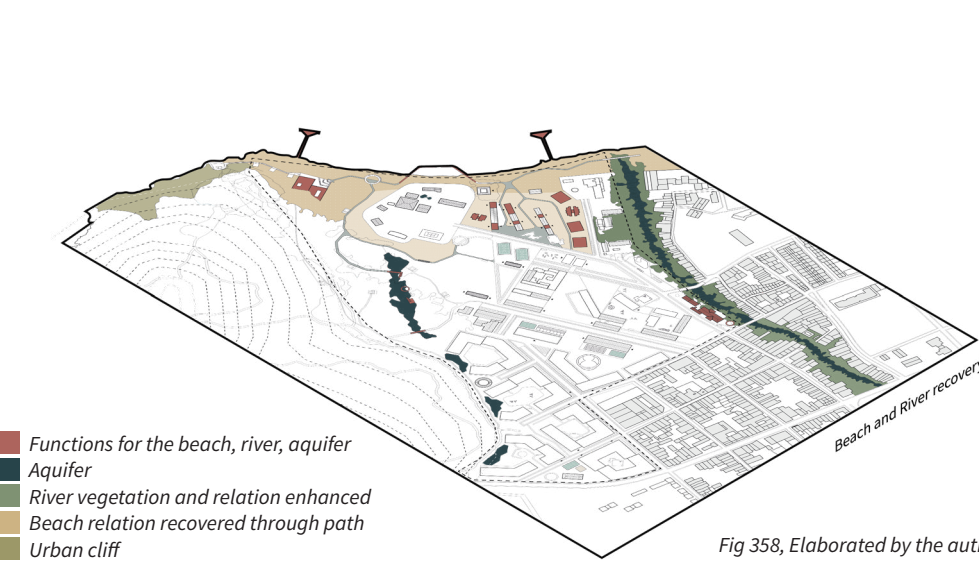 Functions for the beach, river, aquifer
Aquifer
River vegetation and relation enhanced
Beach relation recovered through path
Urban cliff
Beach and River recovery
Fig 358, Elaborated by the